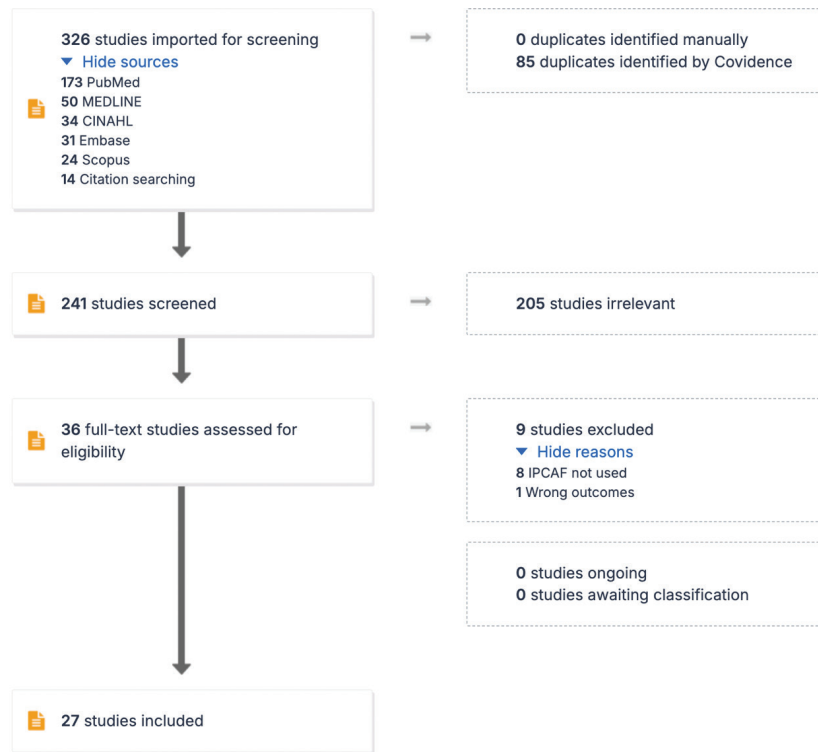 326 studies imported for screening
Hide sources
173 PubMed
50 MEDLINE
34 CINAHL
31 Embase
24 Scopus
14 Citation searching
0 duplicates identified manually
85 duplicates identified by Covidence
241 studies screened
205 studies irrelevant
36 full-text studies assessed for
eligibility
9 studies excluded
Hide reasons
8 IPCAF not used
1 Wrong outcomes
0 studies ongoing
0 studies awaiting classification
27 studies included